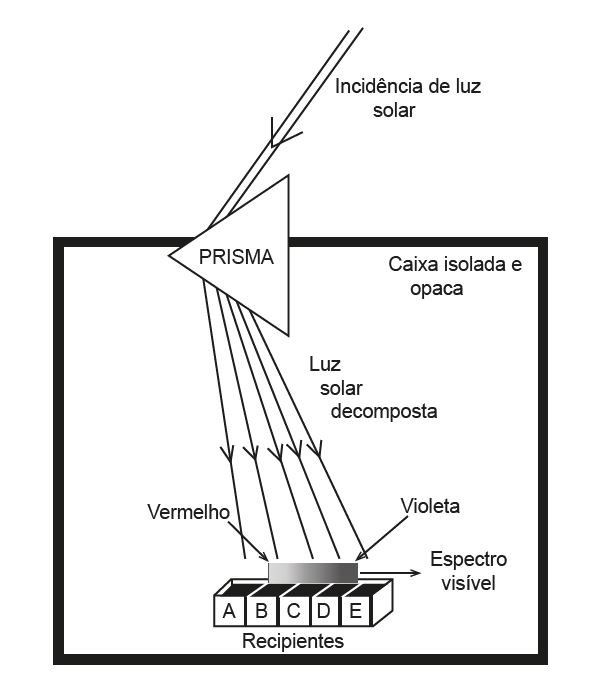 Incidência de luz
solar
PRISMA
Caixa isolada e
opaca
Luz
solar
decomposta
Vermelho
Violeta
Espectro
visível
A B C D E
Recipientes